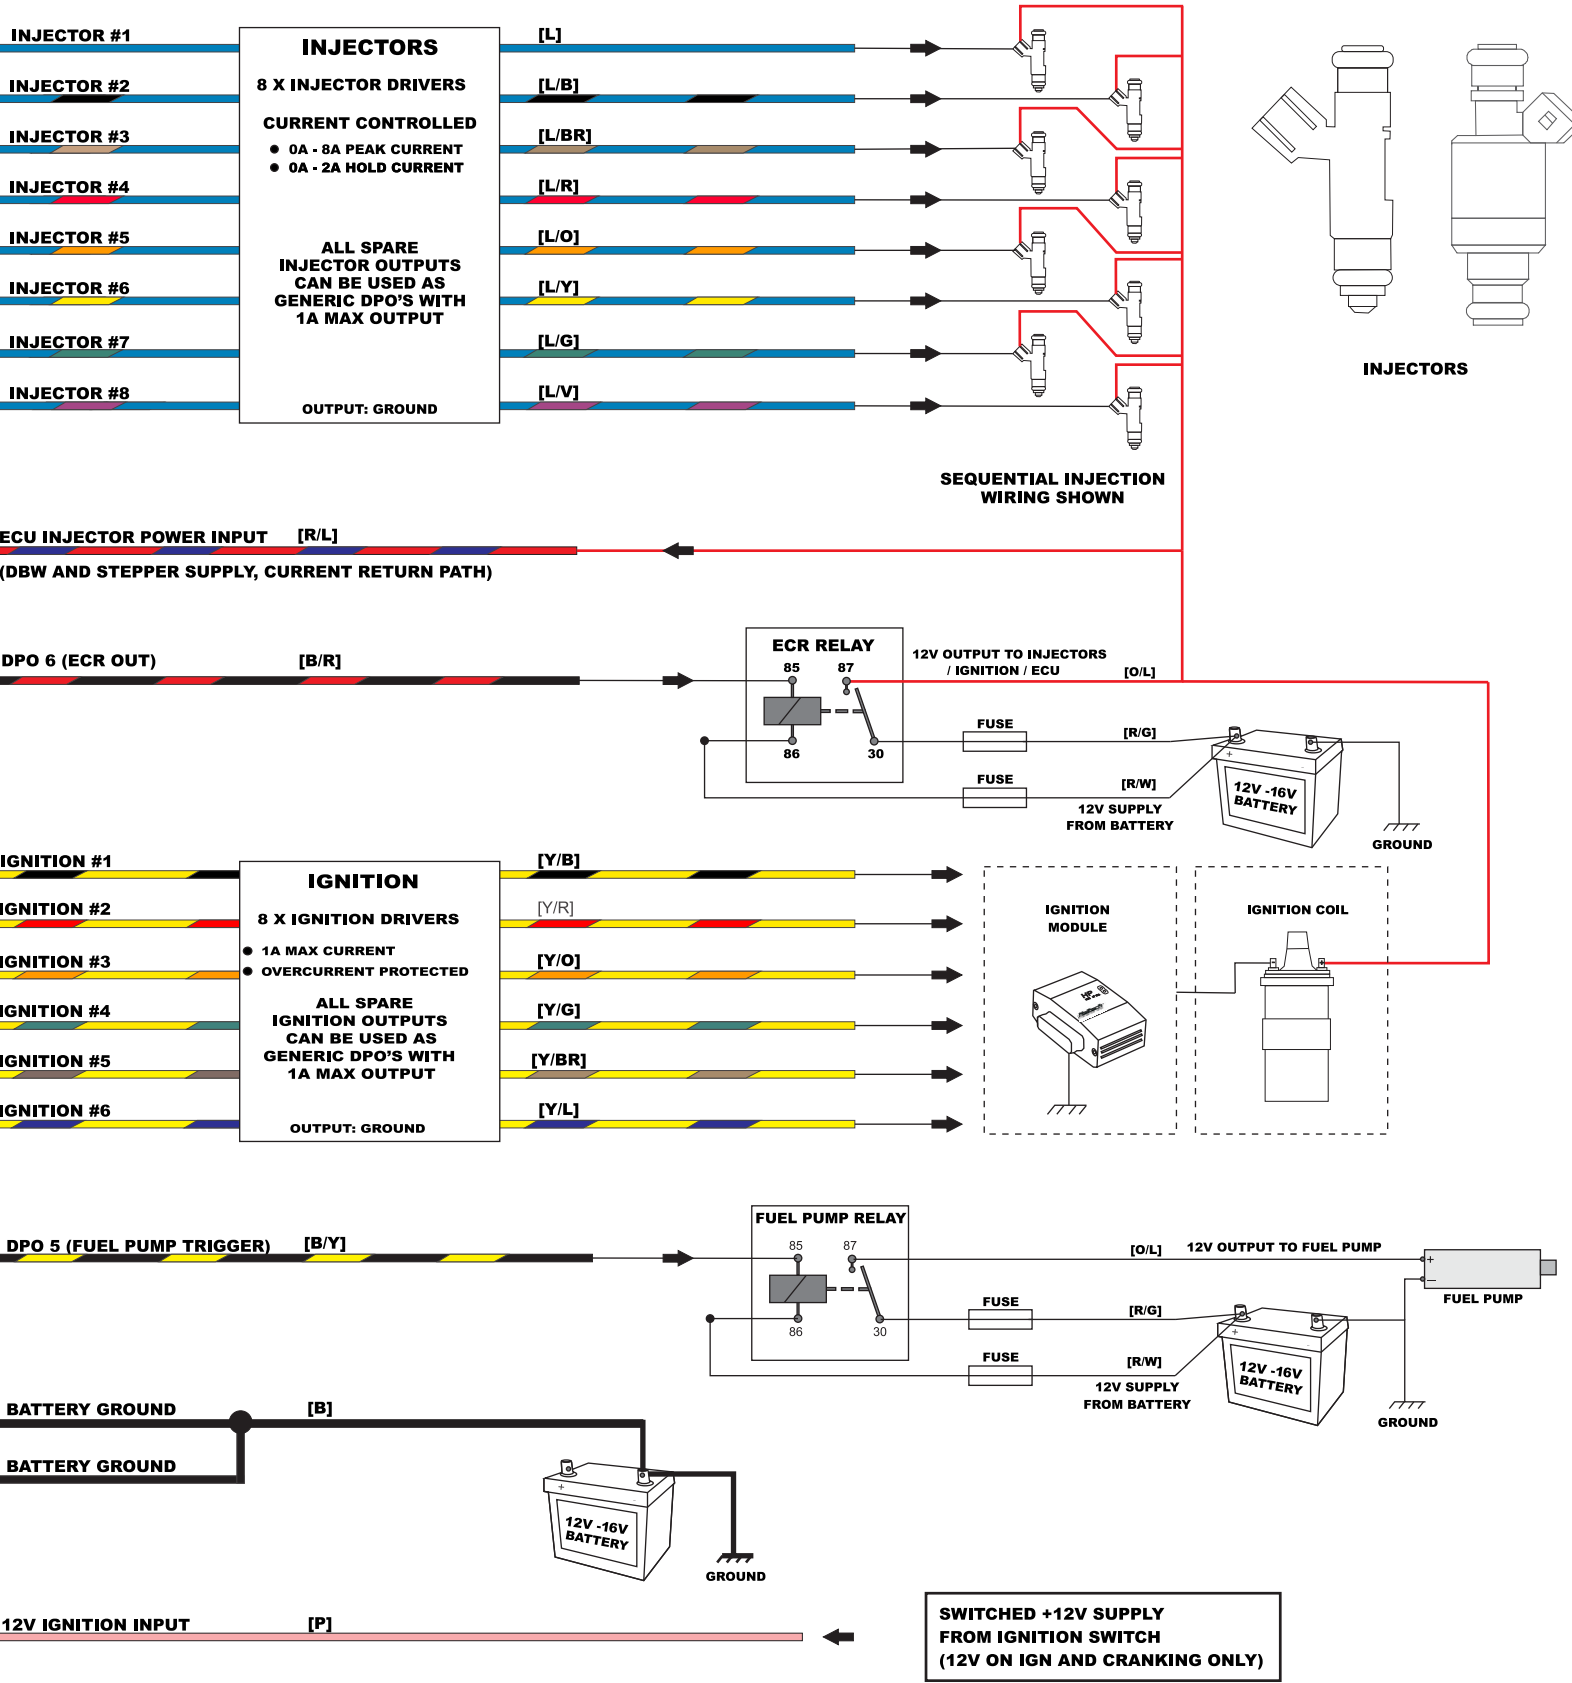 INJECTOR #1
INJECTOR #2
INJECTOR #3
INJECTOR #4
INJECTOR #5
INJECTOR #6
INJECTOR #7
INJECTOR #8
INJECTORS
8 X INJECTOR DRIVERS
CURRENT CONTROLLED
● 0A - 8A PEAK CURRENT
● 0A - 2A HOLD CURRENT
ALL SPARE
INJECTOR OUTPUTS
CAN BE USED AS
GENERIC DPO'S WITH
1A MAX OUTPUT
OUTPUT: GROUND
[L]
[L/B]
[L/BR]
[L/R]
[L/O]
[L/Y]
[L/G]
[L/V]
SEQUENTIAL INJECTION
WIRING SHOWN
INJECTORS
ECU INJECTOR POWER INPUT [R/L]
(DBW AND STEPPER SUPPLY, CURRENT RETURN PATH)
DPO 6 (ECR OUT) [B/R]
ECR RELAY
85 87
86 30
12V OUTPUT TO INJECTORS
/ IGNITION / ECU
[O/L]
FUSE
[R/G]
FUSE
[R/W]
12V SUPPLY
FROM BATTERY
+
-
12V -16V
BATTERY
GROUND
IGNITION #1
IGNITION #2
IGNITION #3
IGNITION #4
IGNITION #5
IGNITION #6
IGNITION
8 X IGNITION DRIVERS
● 1A MAX CURRENT
● OVERCURRENT PROTECTED
ALL SPARE
IGNITION OUTPUTS
CAN BE USED AS
GENERIC DPO'S WITH
1A MAX OUTPUT
OUTPUT: GROUND
[Y/B]
[Y/R]
[Y/O]
[Y/G]
[Y/BR]
[Y/L]
IGNITION
MODULE
IGNITION COIL
-
+
DPO 5 (FUEL PUMP TRIGGER) [B/Y]
FUEL PUMP RELAY
85 87
86 30
[O/L]
12V OUTPUT TO FUEL PUMP
+
-
FUEL PUMP
FUSE
[R/G]
FUSE
[R/W]
12V SUPPLY
FROM BATTERY
+
-
12V -16V
BATTERY
GROUND
BATTERY GROUND [B]
BATTERY GROUND
+
-
12V -16V
BATTERY
GROUND
12V IGNITION INPUT [P]
SWITCHED +12V SUPPLY
FROM IGNITION SWITCH
(12V ON IGN AND CRANKING ONLY)